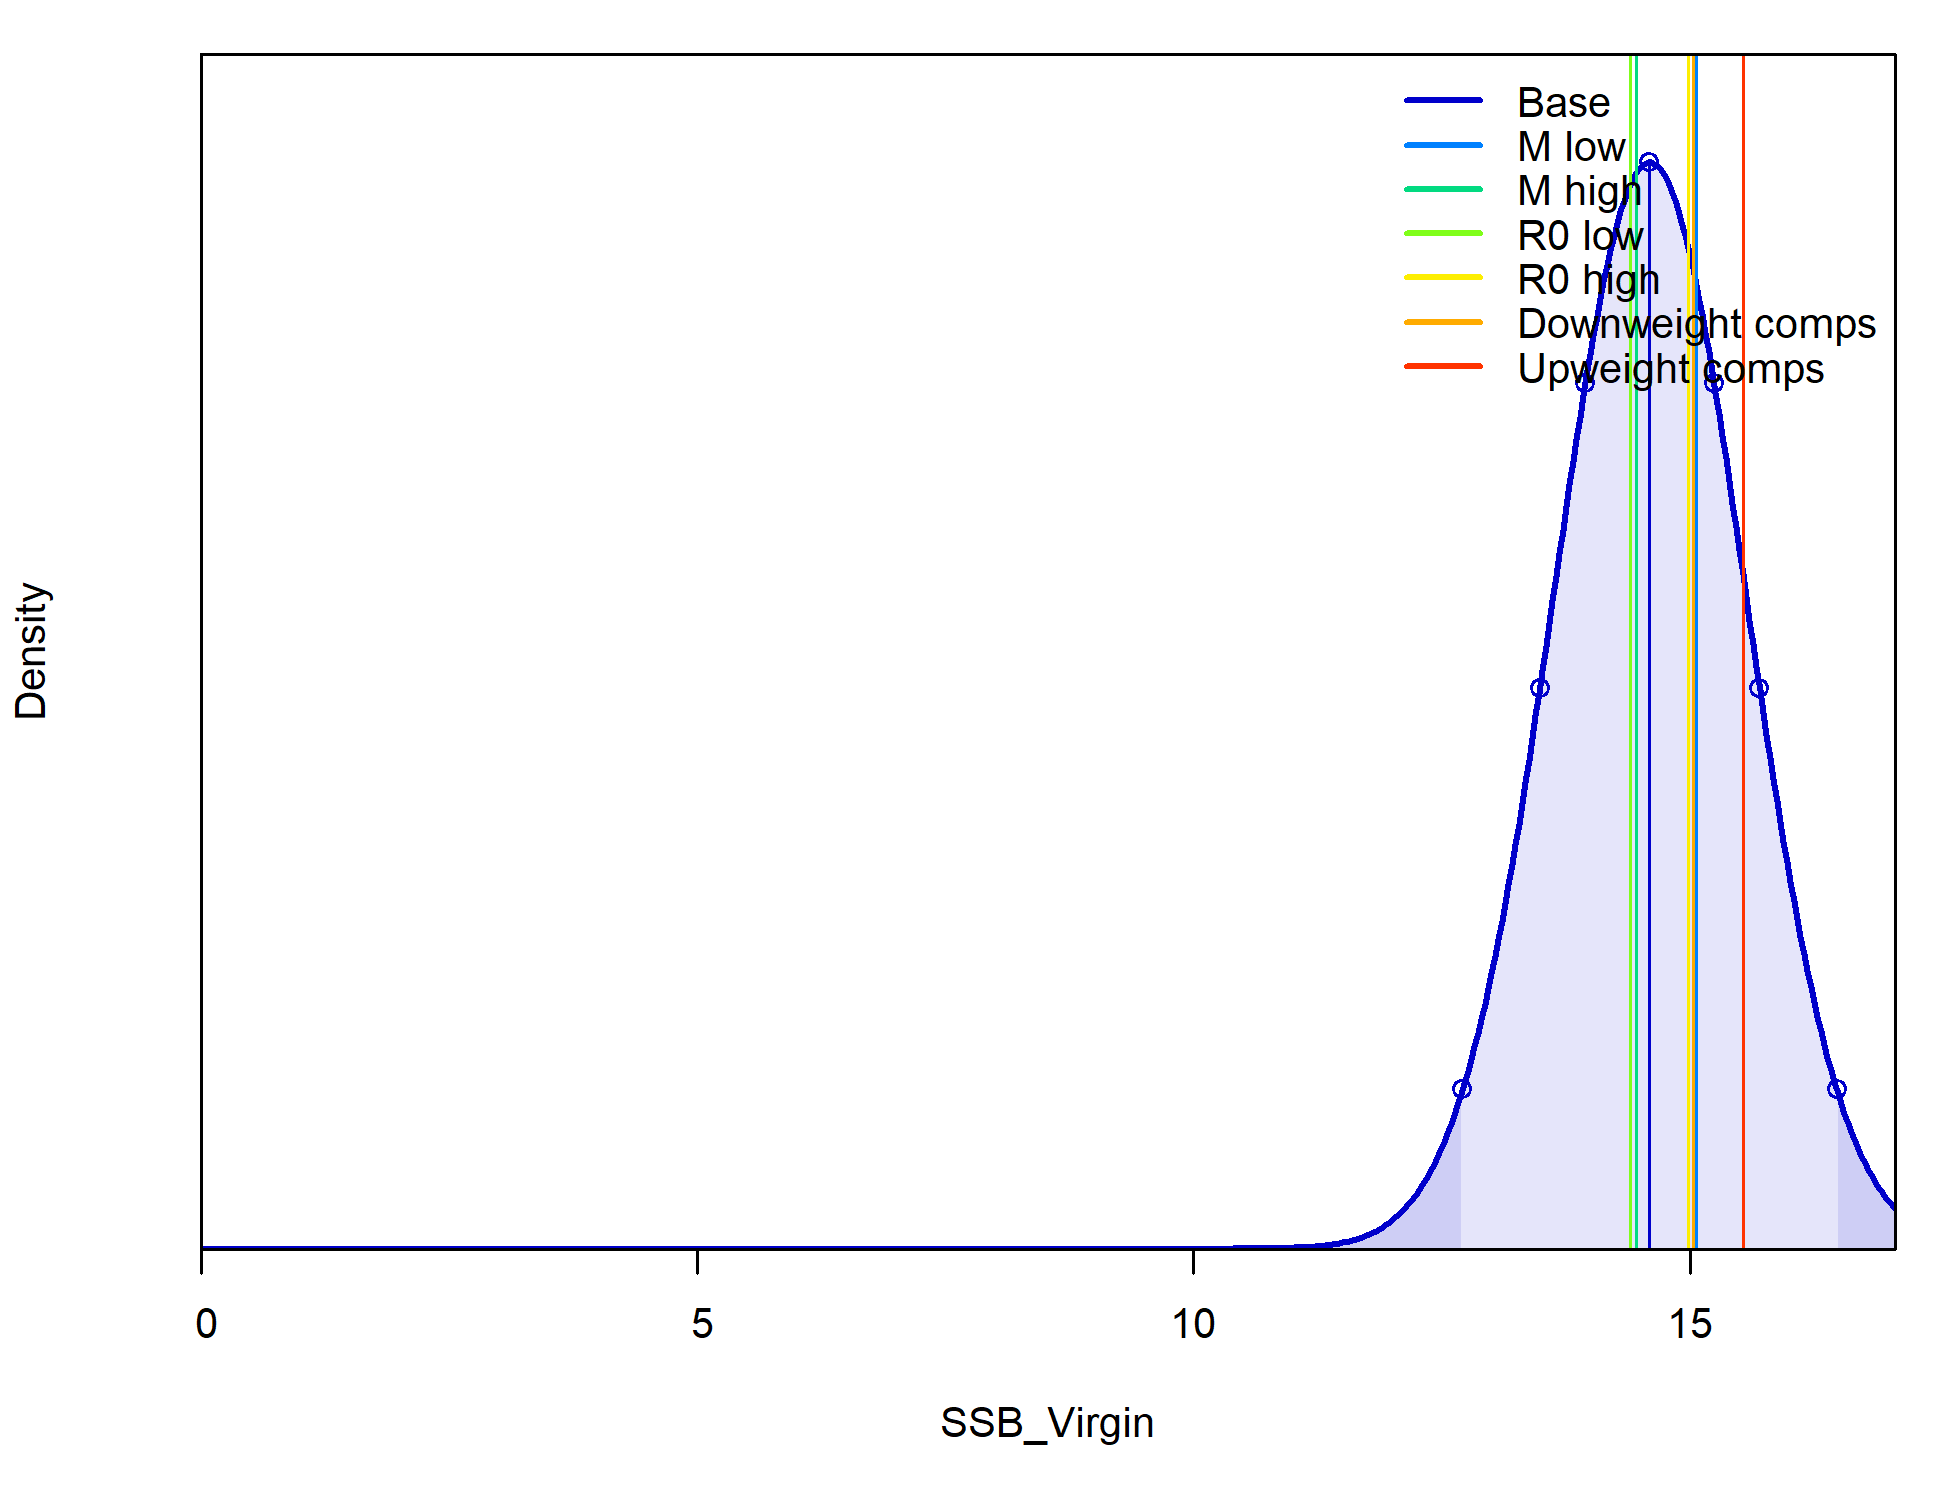 Base
M low
M high
R0 low
R0 high
Downweight comps
Upweight comps
Density
0 5 10 15
SSB_Virgin